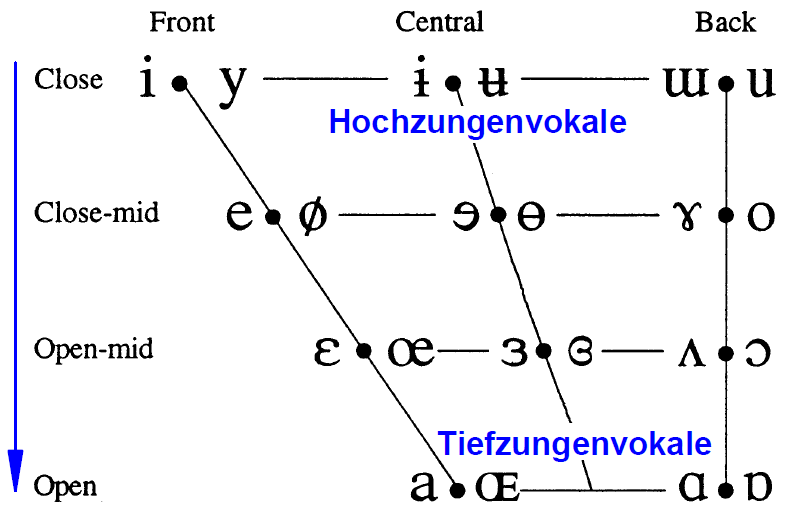 Front Central Back
Close i y ɨ ʉ ɯ u
Hochzungenvokale
Close-mid e ø ɘ ɵ ɤ o
Open-mid ɛ œ ɜ ɞ ʌ ɔ
Tiefzungenvokale
Open a ɶ ɑ ɒ